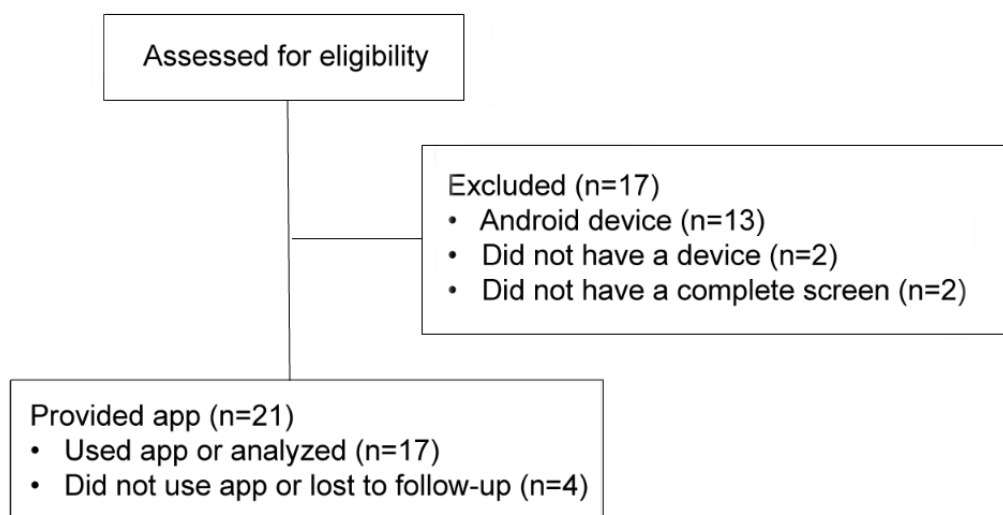 Assessed for eligibility
Excluded (n=17)
• Android device (n=13)
• Did not have a device (n=2)
• Did not have a complete screen (n=2)
Provided app (n=21)
• Used app or analyzed (n=17)
• Did not use app or lost to follow-up (n=4)